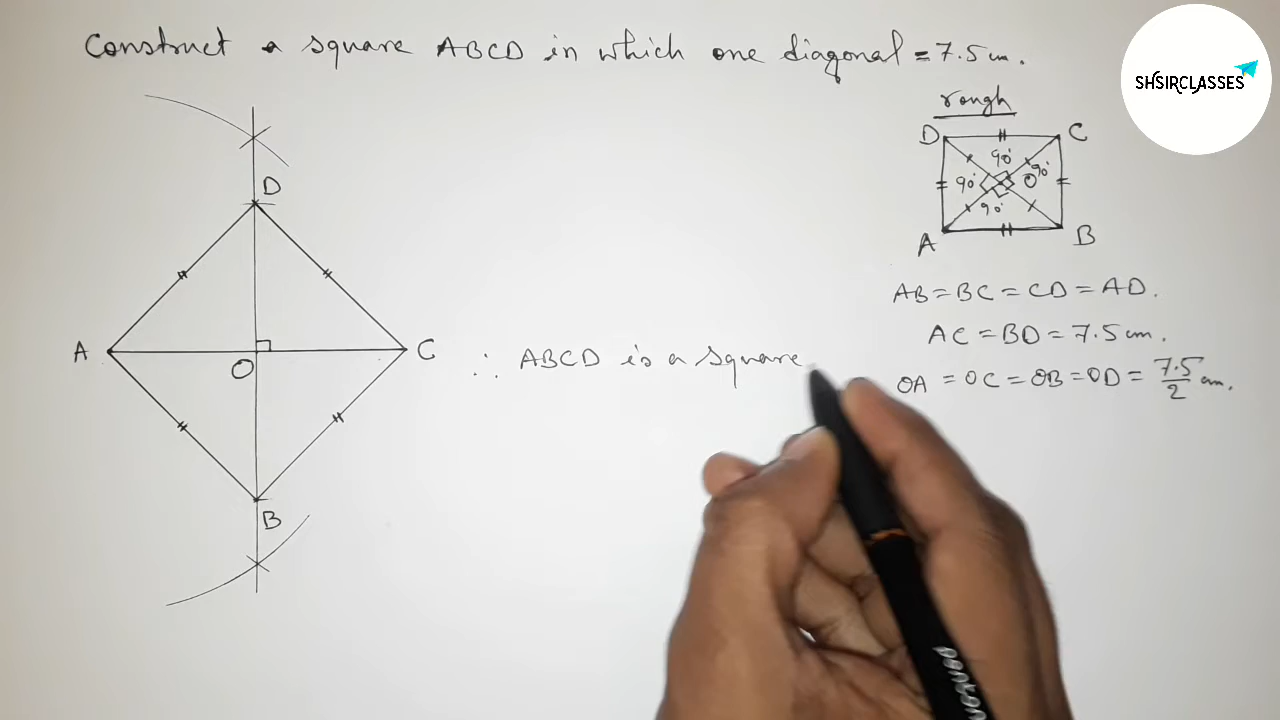 Construct a square ABCD in which one diagonal = 7.5 cm.
SHSIRCLASSES
rough
D C
90° 90° 90° O
90°
A B
AB = BC = CD = AD.
AC = BD = 7.5 cm.
OA = OC = OB = OD = 7.5/2 cm.
D
A C
O
B
∴ ABCD is a square
pentonic